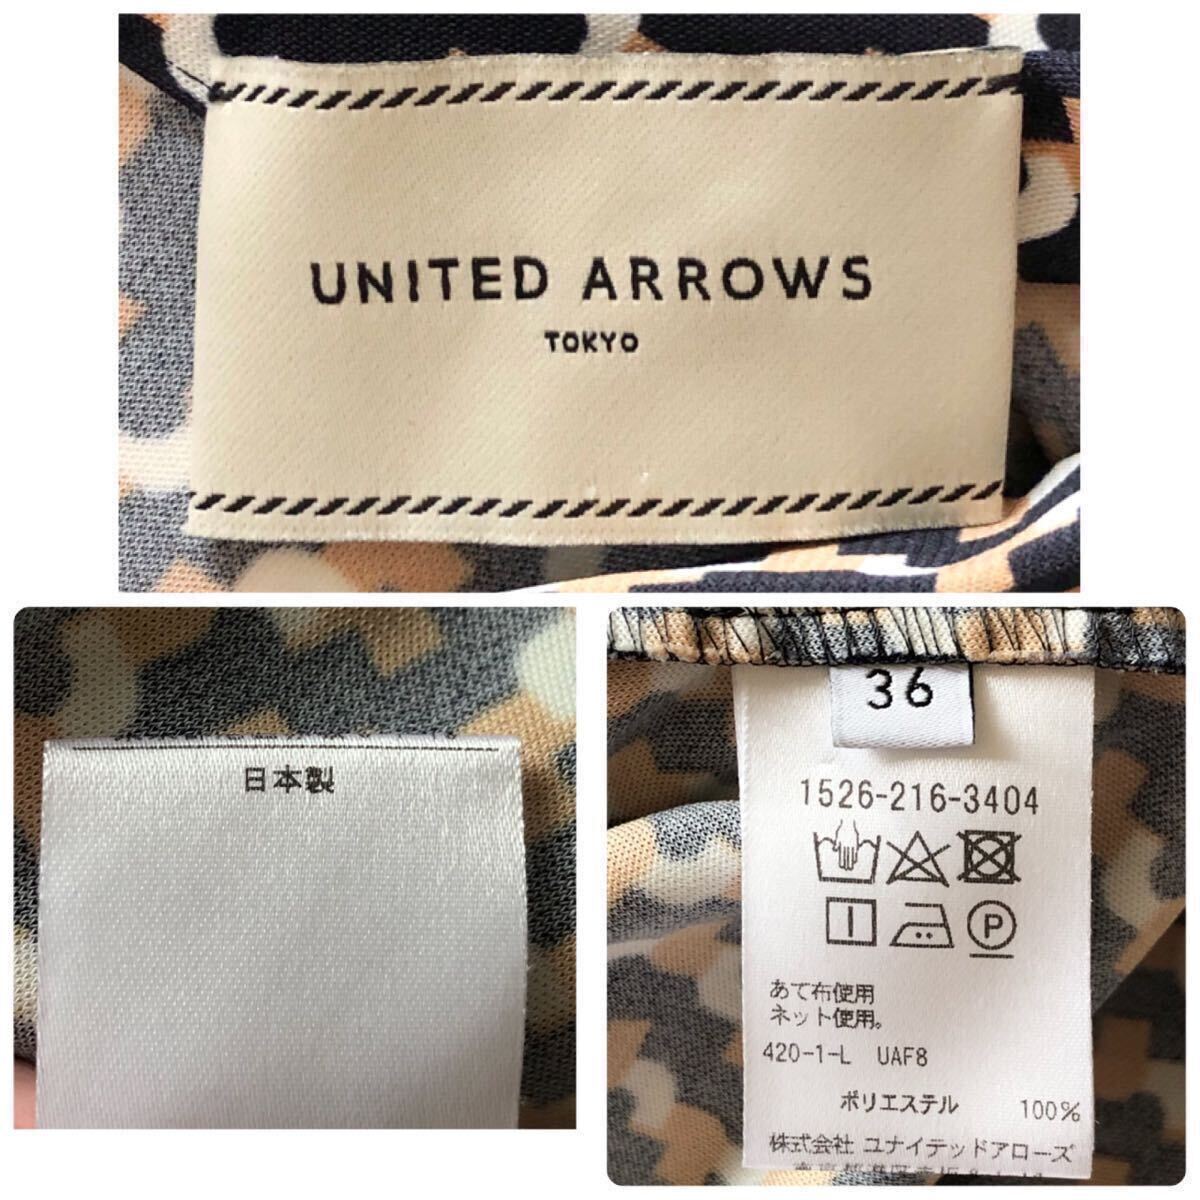 UNITED ARROWS
TOKYO
日本製
36
1526-216-3404
P
あて布使用
ネット使用。
420-1-L UAF8
ポリエステル 100%
株式会社 ユナイテッドアローズ